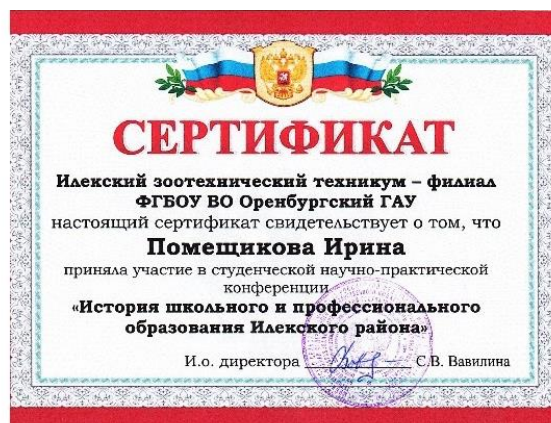 СЕРТИФИКАТ
Илекский зоотехнический техникум – филиал
ФГБОУ ВО Оренбургский ГАУ
настоящий сертификат свидетельствует о том, что
Помещикова Ирина
приняла участие в студенческой научно-практической
конференции
«История школьного и профессионального
образования Илекского района»
И.о. директора С.В. Вавилина